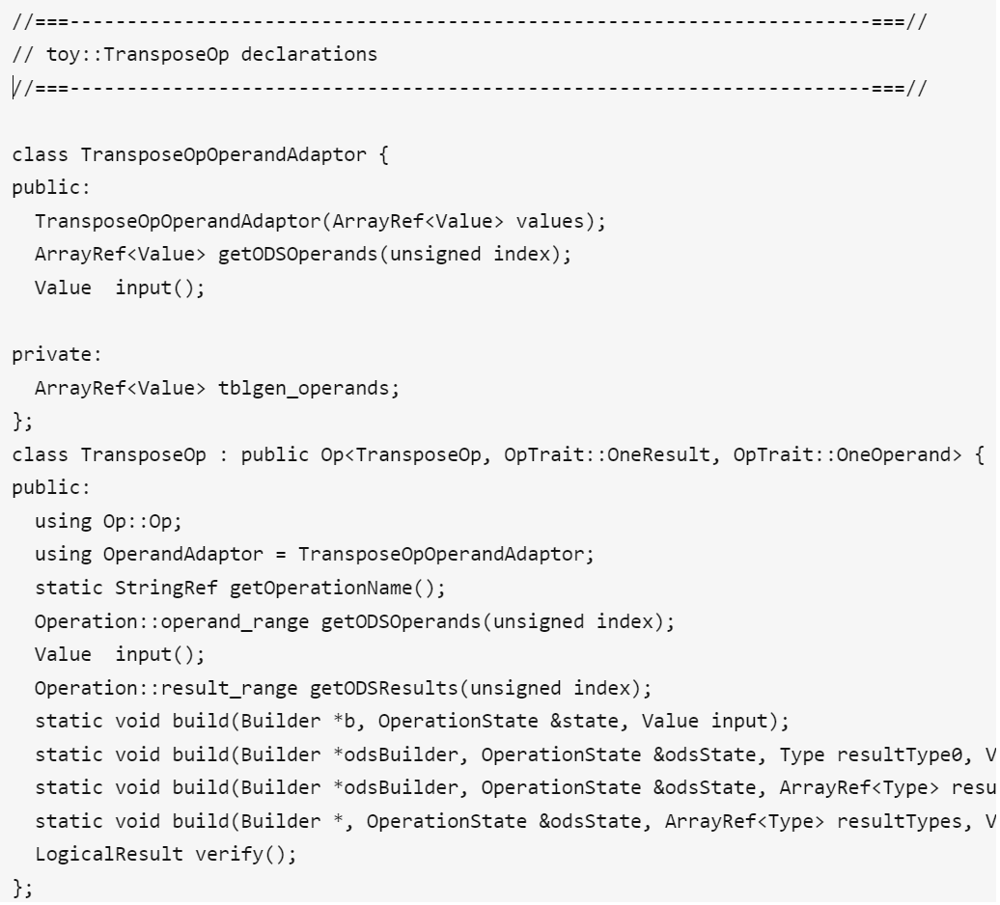 //===----------------------------------------------------------------------===//
// toy::TransposeOp declarations
//===----------------------------------------------------------------------===//

class TransposeOpOperandAdaptor {
public:
  TransposeOpOperandAdaptor(ArrayRef<Value> values);
  ArrayRef<Value> getODSOperands(unsigned index);
  Value  input();

private:
  ArrayRef<Value> tblgen_operands;
};
class TransposeOp : public Op<TransposeOp, OpTrait::OneResult, OpTrait::OneOperand> {
public:
  using Op::Op;
  using OperandAdaptor = TransposeOpOperandAdaptor;
  static StringRef getOperationName();
  Operation::operand_range getODSOperands(unsigned index);
  Value  input();
  Operation::result_range getODSResults(unsigned index);
  static void build(Builder *b, OperationState &state, Value input);
  static void build(Builder *odsBuilder, OperationState &odsState, Type resultType0, V
  static void build(Builder *odsBuilder, OperationState &odsState, ArrayRef<Type> resu
  static void build(Builder *, OperationState &odsState, ArrayRef<Type> resultTypes, V
  LogicalResult verify();
};